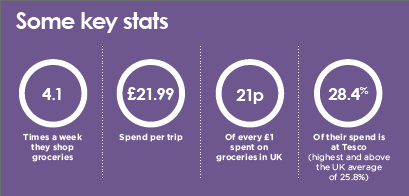 Some key stats
4.1
Times a week
they shop
groceries
£21.99
Spend per trip
21p
Of every £1
spent on
groceries in UK
28.4%
Of their spend is
at Tesco
(highest and above
the UK average
of 25.8%)